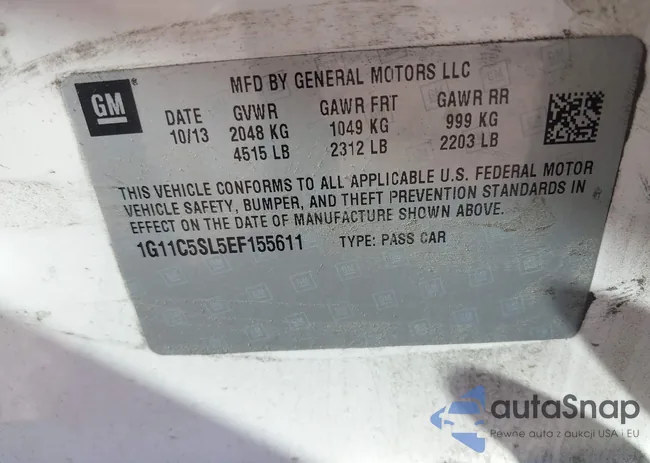 MFD BY GENERAL MOTORS LLC
GM
DATE GVWR GAWR FRT GAWR RR
10/13 2048 KG 1049 KG 999 KG
4515 LB 2312 LB 2203 LB
THIS VEHICLE CONFORMS TO ALL APPLICABLE U.S. FEDERAL MOTOR
VEHICLE SAFETY, BUMPER, AND THEFT PREVENTION STANDARDS IN
EFFECT ON THE DATE OF MANUFACTURE SHOWN ABOVE.
1G11C5SL5EF155611 TYPE: PASS CAR
autaSnap
Pewne auto z aukcji USA i EU